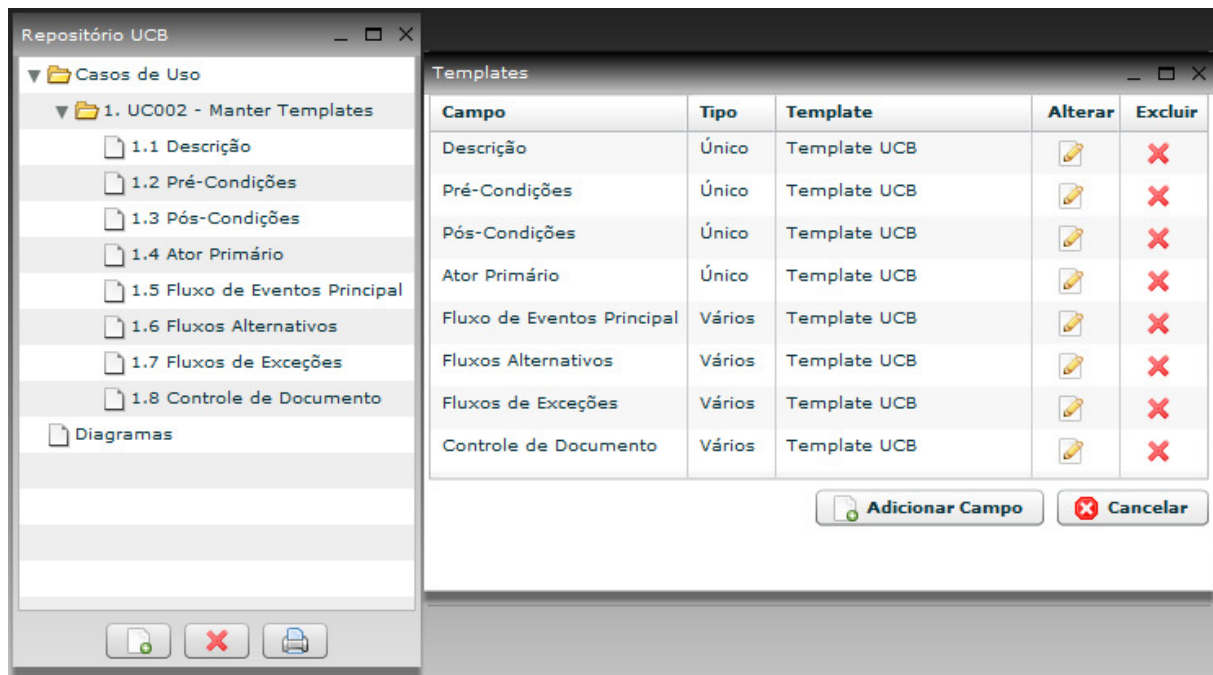 Repositório UCB
Casos de Uso
1. UC002 - Manter Templates
1.1 Descrição
1.2 Pré-Condições
1.3 Pós-Condições
1.4 Ator Primário
1.5 Fluxo de Eventos Principal
1.6 Fluxos Alternativos
1.7 Fluxos de Exceções
1.8 Controle de Documento
Diagramas
Templates
Campo Tipo Template Alterar Excluir
Descrição Único Template UCB
Pré-Condições Único Template UCB
Pós-Condições Único Template UCB
Ator Primário Único Template UCB
Fluxo de Eventos Principal Vários Template UCB
Fluxos Alternativos Vários Template UCB
Fluxos de Exceções Vários Template UCB
Controle de Documento Vários Template UCB
Adicionar Campo Cancelar